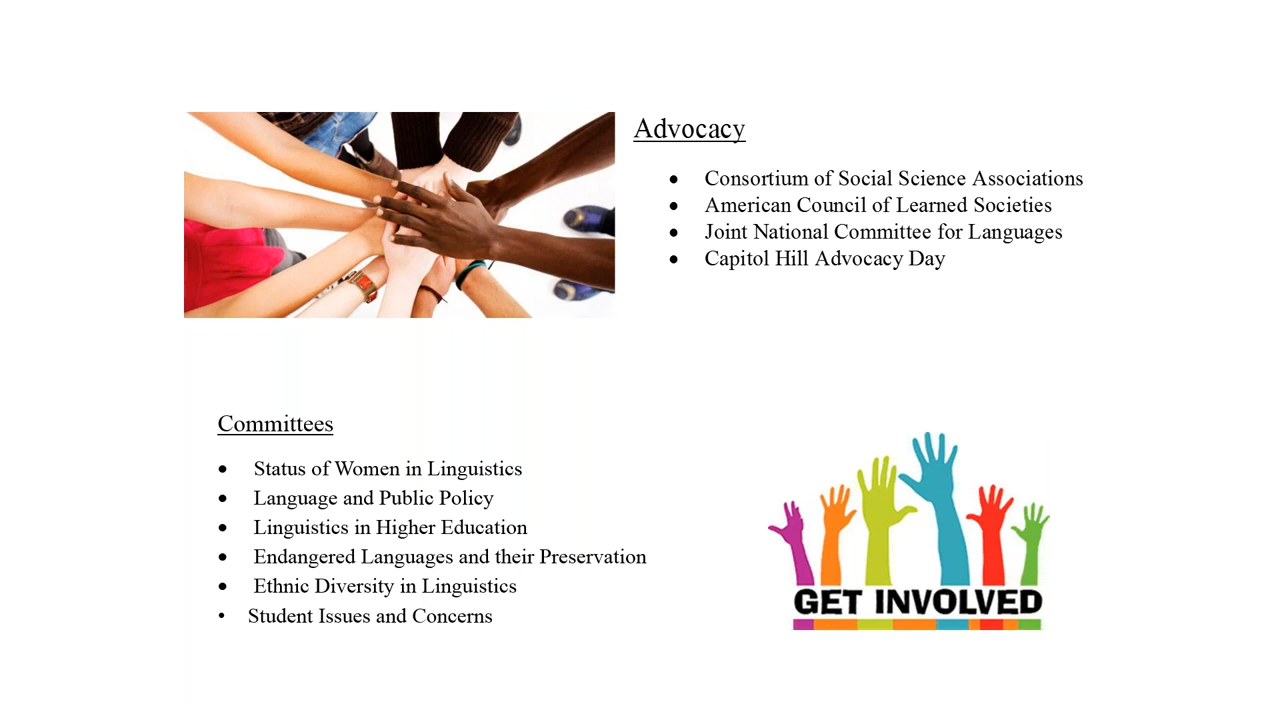 Advocacy
• Consortium of Social Science Associations
• American Council of Learned Societies
• Joint National Committee for Languages
• Capitol Hill Advocacy Day
Committees
• Status of Women in Linguistics
• Language and Public Policy
• Linguistics in Higher Education
• Endangered Languages and their Preservation
• Ethnic Diversity in Linguistics
• Student Issues and Concerns
GET INVOLVED